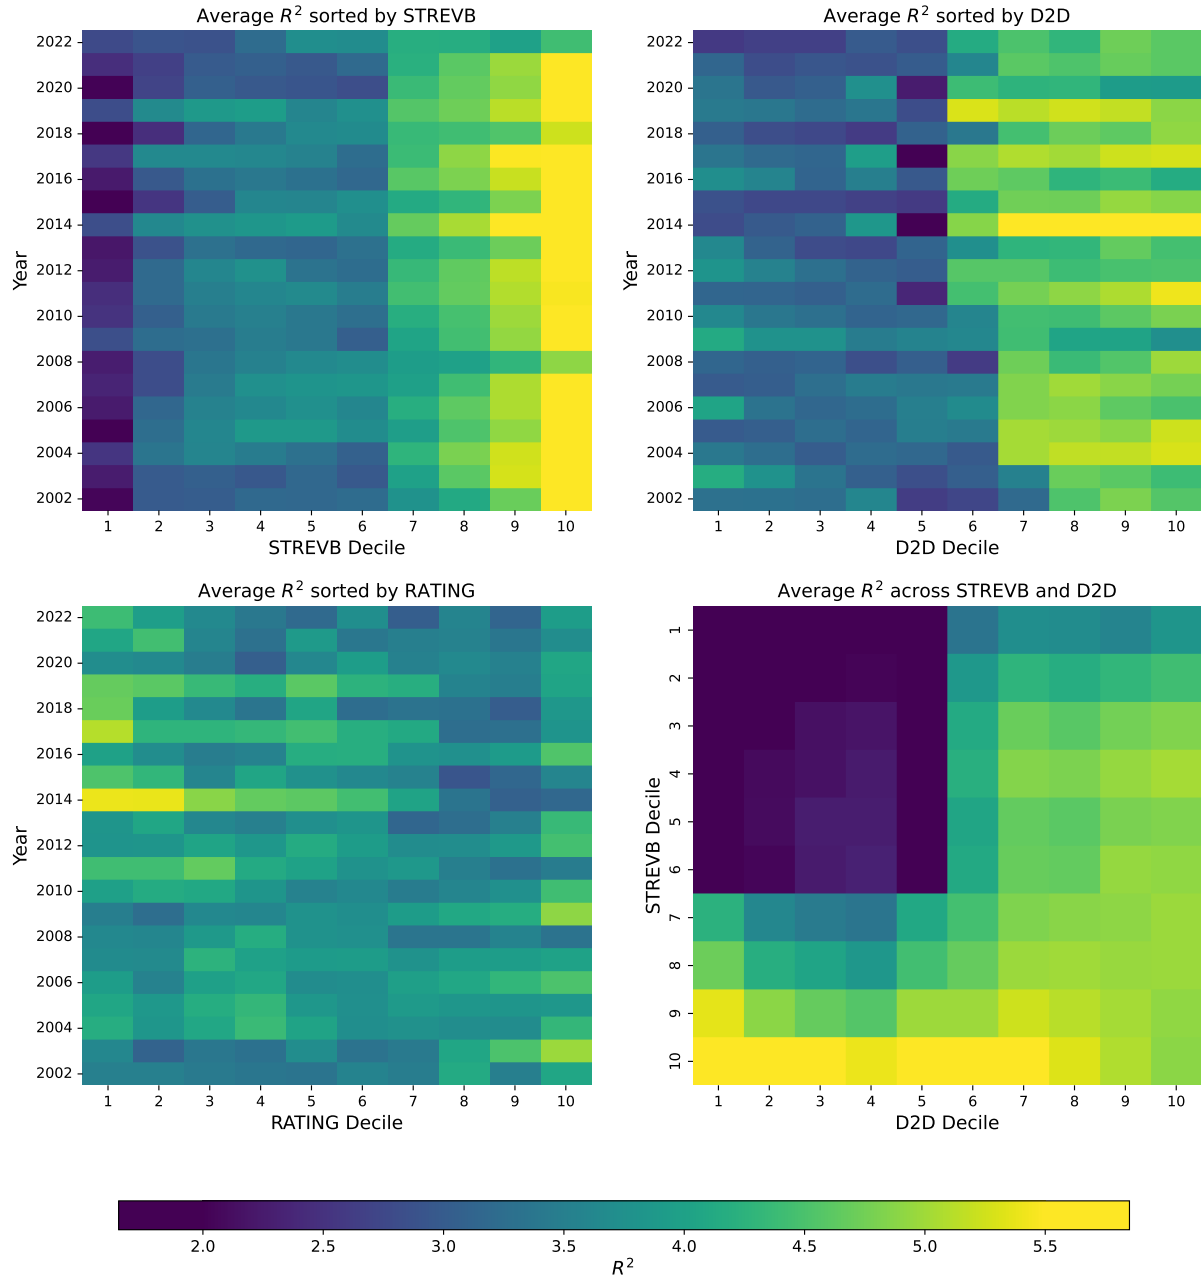 Average R² sorted by STREVB
2022
2020
2018
2016
2014
2012
2010
2008
2006
2004
2002
Year
1 2 3 4 5 6 7 8 9 10
STREVB Decile
Average R² sorted by D2D
2022
2020
2018
2016
2014
2012
2010
2008
2006
2004
2002
Year
1 2 3 4 5 6 7 8 9 10
D2D Decile
Average R² sorted by RATING
2022
2020
2018
2016
2014
2012
2010
2008
2006
2004
2002
Year
1 2 3 4 5 6 7 8 9 10
RATING Decile
Average R² across STREVB and D2D
1
2
3
4
5
6
7
8
9
10
STREVB Decile
1 2 3 4 5 6 7 8 9 10
D2D Decile
2.0 2.5 3.0 3.5 4.0 4.5 5.0 5.5
R²